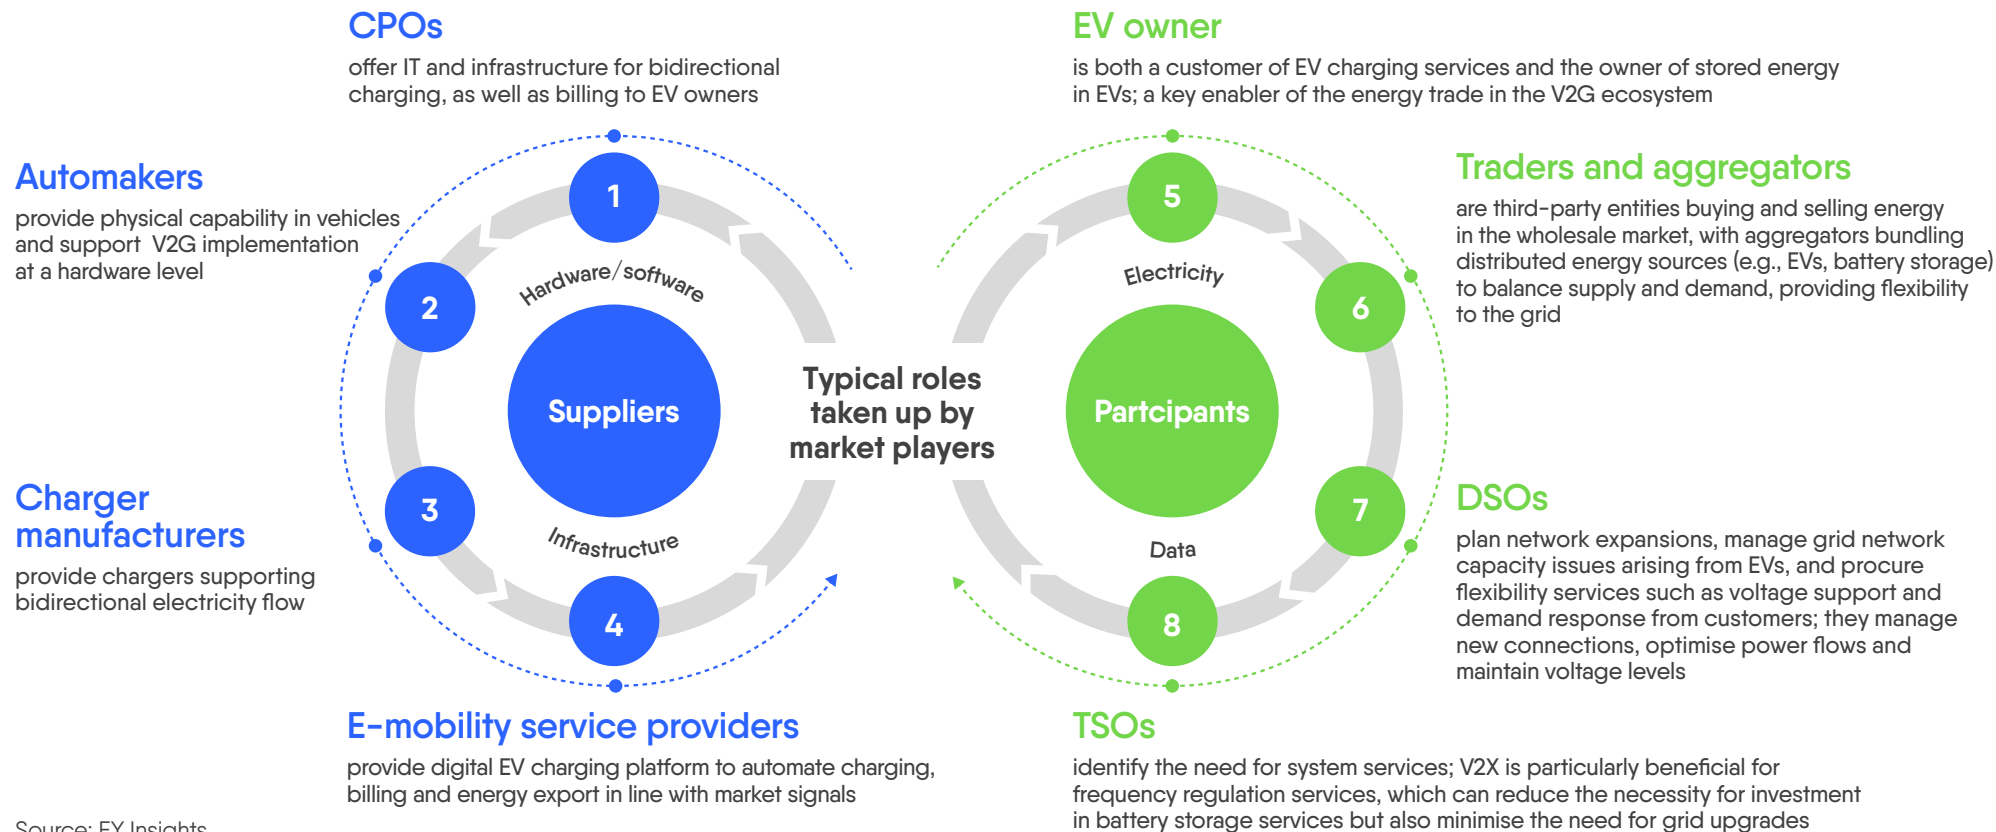 CPOs
offer IT and infrastructure for bidirectional
charging, as well as billing to EV owners
EV owner
is both a customer of EV charging services and the owner of stored energy
in EVs; a key enabler of the energy trade in the V2G ecosystem
Automakers
provide physical capability in vehicles
and support V2G implementation
at a hardware level
Traders and aggregators
are third-party entities buying and selling energy
in the wholesale market, with aggregators bundling
distributed energy sources (e.g., EVs, battery storage)
to balance supply and demand, providing flexibility
to the grid
1
2
3
4
Hardware/software
Suppliers
Infrastructure
Typical roles
taken up by
market players
5
6
7
8
Electricity
Partcipants
Data
Charger
manufacturers
provide chargers supporting
bidirectional electricity flow
DSOs
plan network expansions, manage grid network
capacity issues arising from EVs, and procure
flexibility services such as voltage support and
demand response from customers; they manage
new connections, optimise power flows and
maintain voltage levels
E-mobility service providers
provide digital EV charging platform to automate charging,
billing and energy export in line with market signals
TSOs
identify the need for system services; V2X is particularly beneficial for
frequency regulation services, which can reduce the necessity for investment
in battery storage services but also minimise the need for grid upgrades
Source: EY Insights